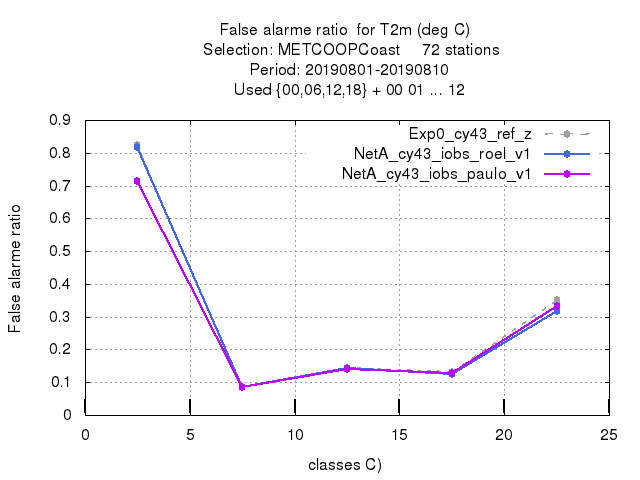 False alarme ratio  for T2m (deg C)
Selection: METCOOPCoast     72 stations
Period: 20190801-20190810
Used {00,06,12,18} + 00 01 ... 12
Exp0_cy43_ref_z
NetA_cy43_iobs_roel_v1
NetA_cy43_iobs_paulo_v1
False alarme ratio
0.9
0.8
0.7
0.6
0.5
0.4
0.3
0.2
0.1
0
0 5 10 15 20 25
classes C)